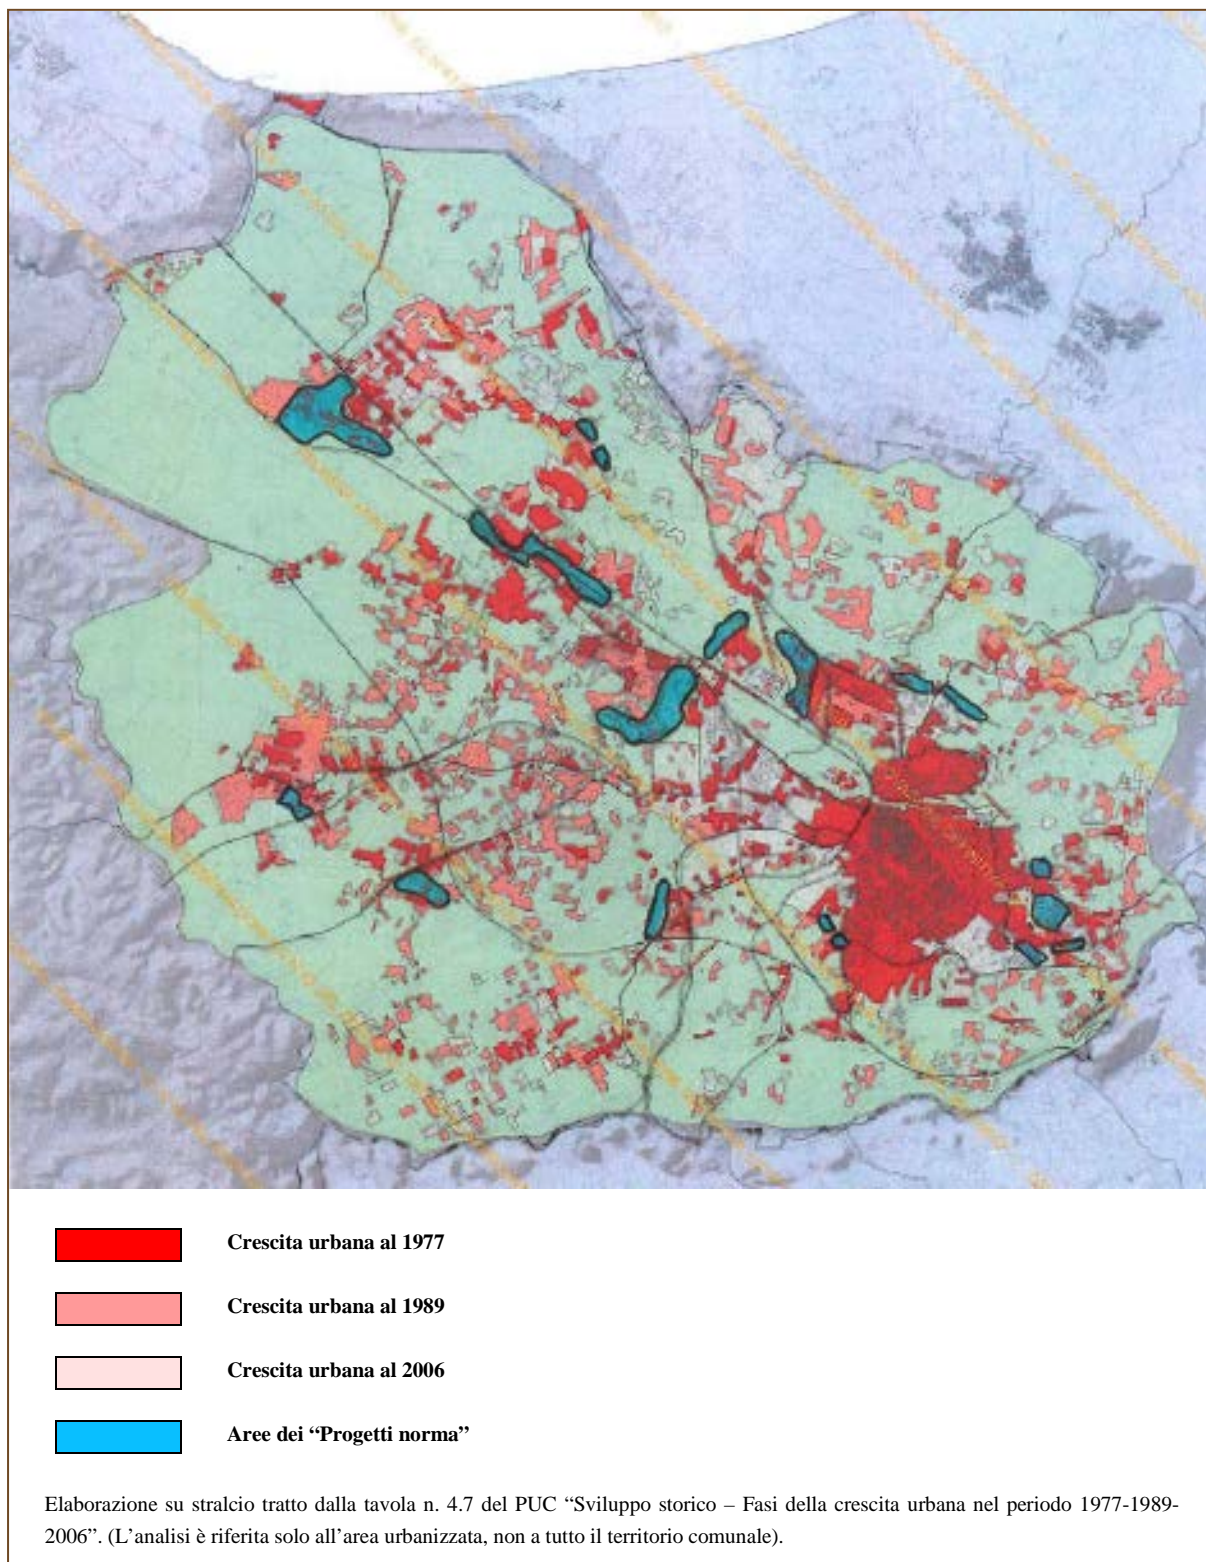 Crescita urbana al 1977
Crescita urbana al 1989
Crescita urbana al 2006
Aree dei “Progetti norma”
Elaborazione su stralcio tratto dalla tavola n. 4.7 del PUC “Sviluppo storico – Fasi della crescita urbana nel periodo 1977-1989-
2006”. (L’analisi è riferita solo all’area urbanizzata, non a tutto il territorio comunale).